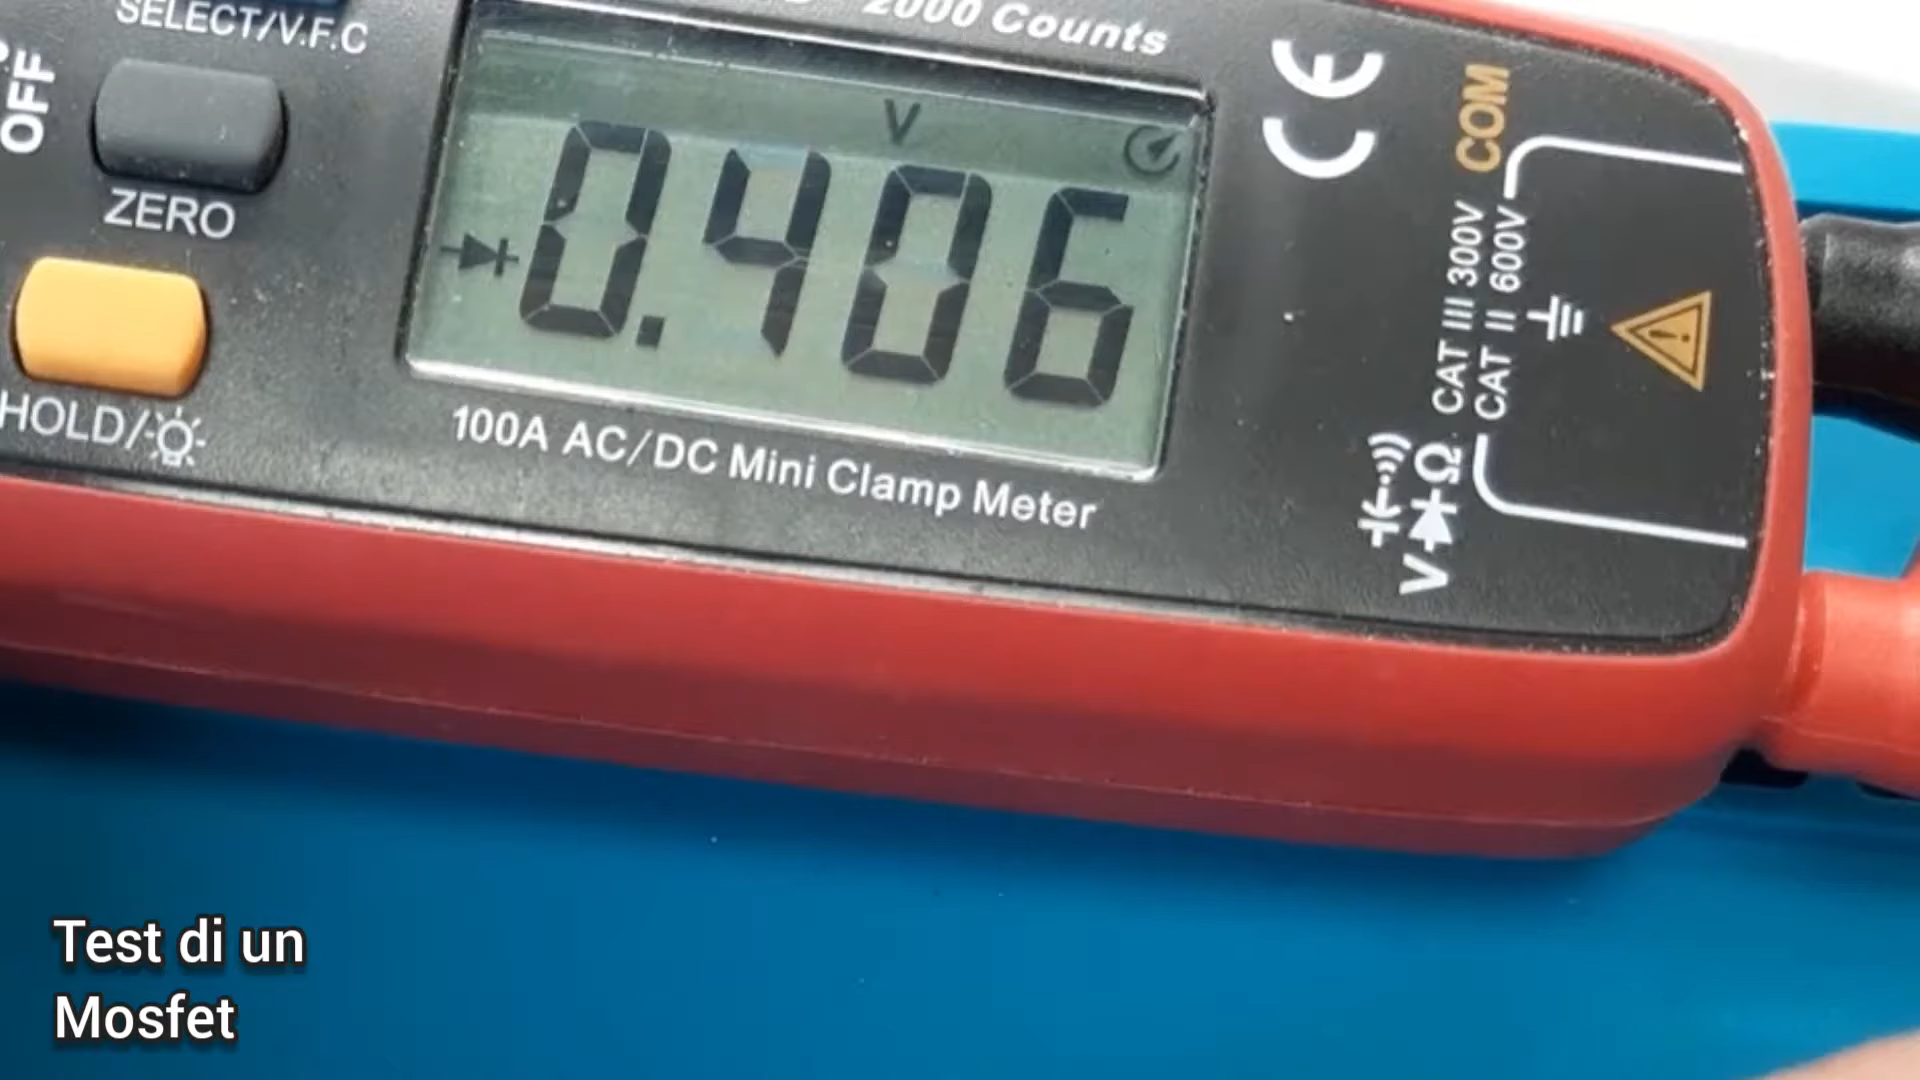 SELECT/V.F.C
2000 Counts
OFF
ZERO
HOLD/
V
0.406
100A AC/DC Mini Clamp Meter
CE
COM
CAT III 300V
CAT II 600V
VΩ
Test di un
Mosfet